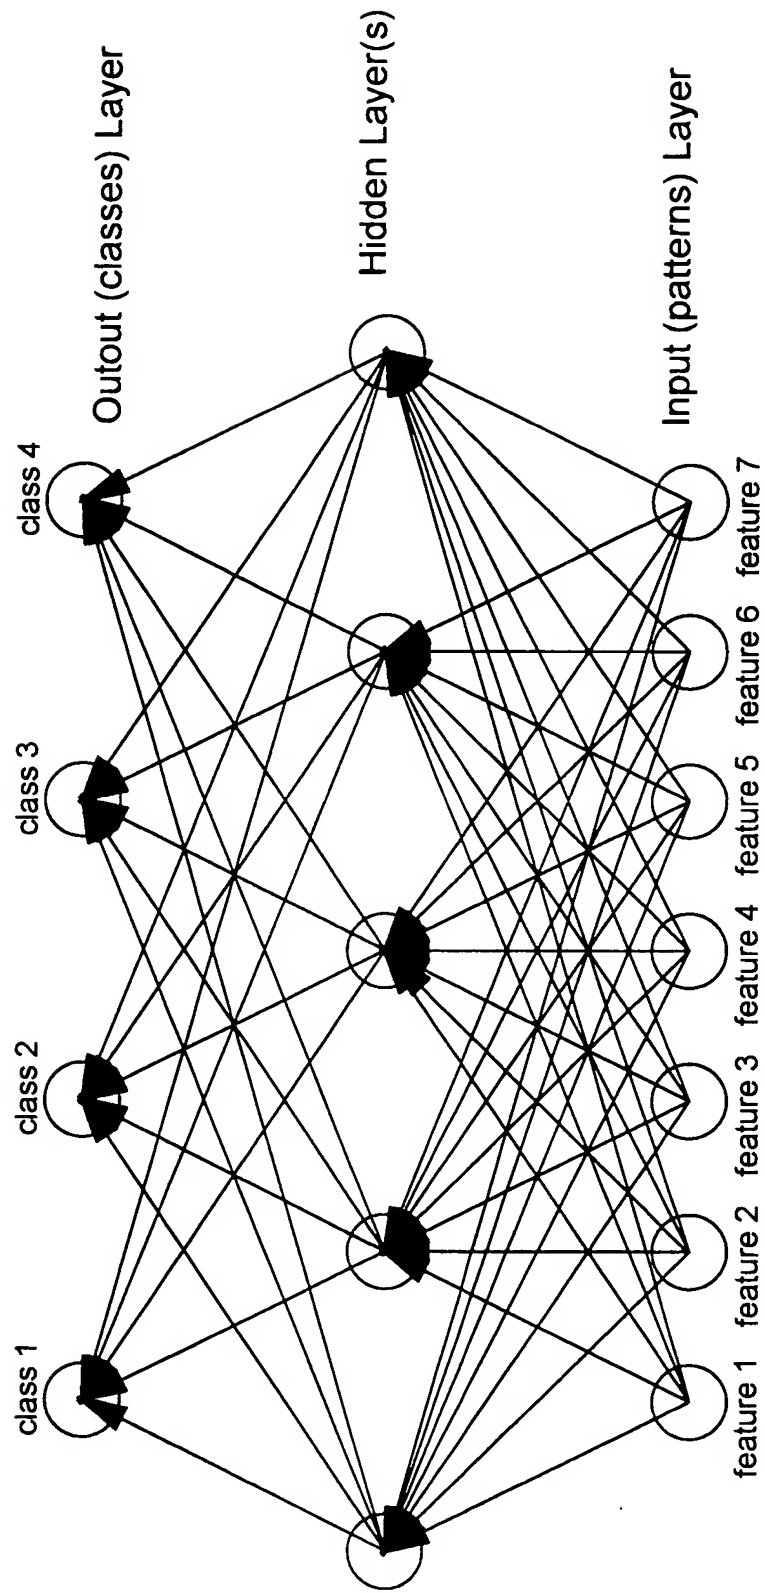 class 1
class 2
class 3
class 4
Outout (classes) Layer
Hidden Layer(s)
Input (patterns) Layer
feature 1
feature 2
feature 3
feature 4
feature 5
feature 6
feature 7